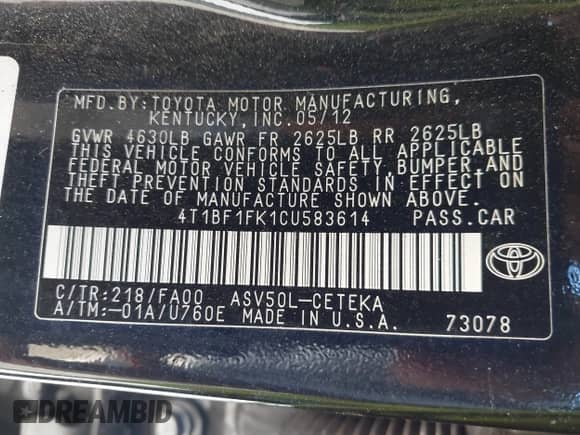 MFD.BY:TOYOTA MOTOR MANUFACTURING,
KENTUCKY,INC.05/12
GVWR 4630LB GAWR FR 2625LB RR 2625LB
THIS VEHICLE CONFORMS TO ALL APPLICABLE
FEDERAL MOTOR VEHICLE SAFETY,BUMPER,AND
THEFT PREVENTION STANDARDS IN EFFECT ON
THE DATE OF MANUFACTURE SHOWN ABOVE.
4T1BF1FK1CU583614 PASS.CAR
C/TR:218/FA00 ASV50L-CETEKA
A/TM:-01A/U760E MADE IN U.S.A. 73078
DREAMBID